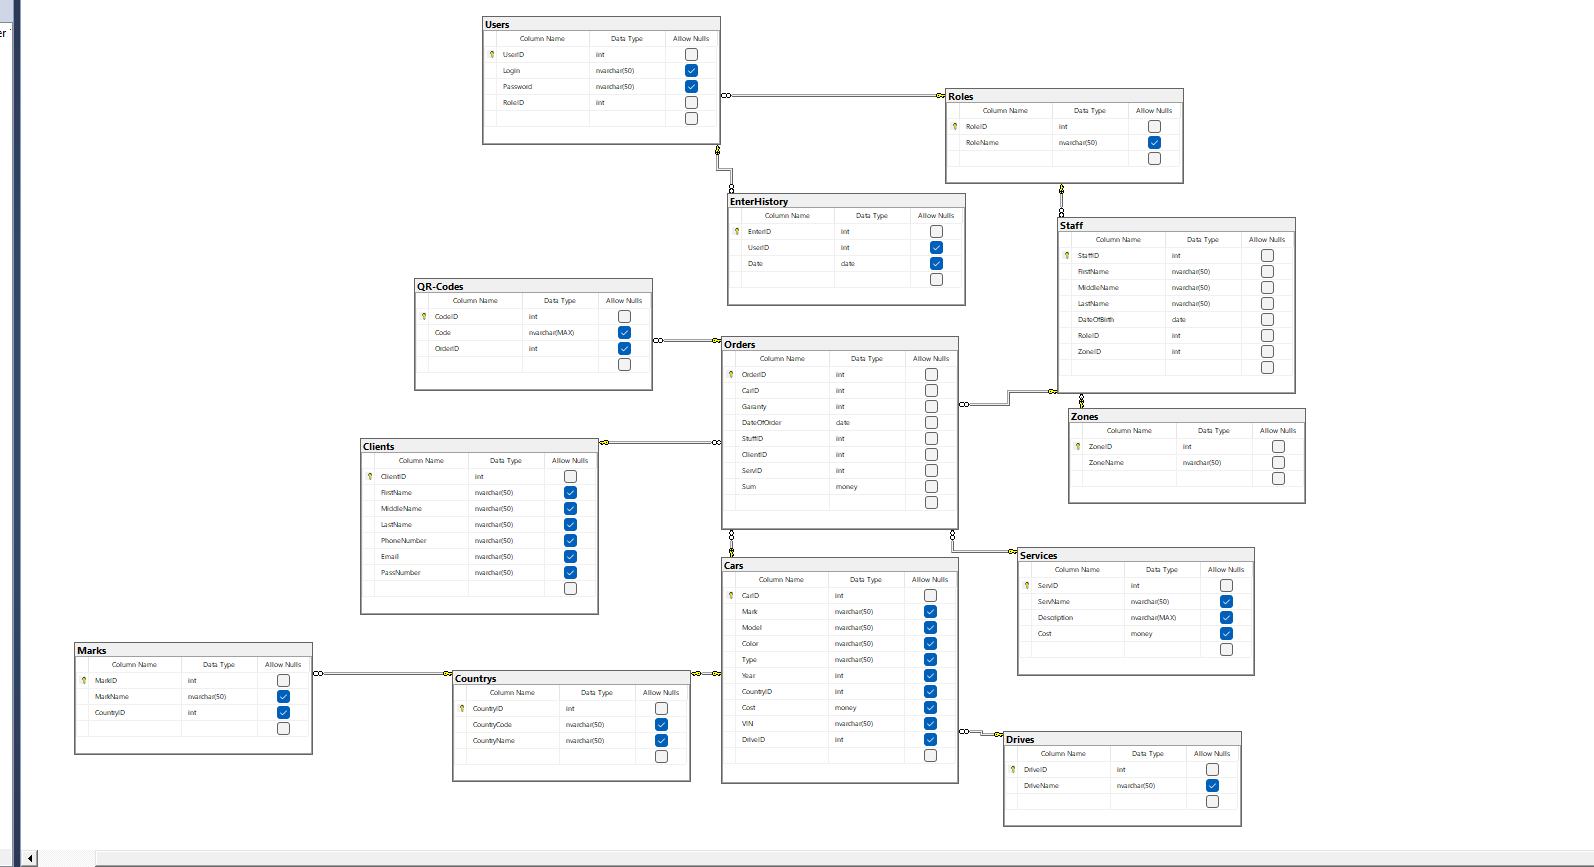 er
Users
Column Name Data Type Allow Nulls
UserID int
Login nvarchar(50)
Password nvarchar(50)
RoleID int
Roles
Column Name Data Type Allow Nulls
RoleID int
RoleName nvarchar(50)
EnterHistory
Column Name Data Type Allow Nulls
EnterID int
UserID int
Date date
Staff
Column Name Data Type Allow Nulls
StaffID int
FirstName nvarchar(50)
MiddleName nvarchar(50)
LastName nvarchar(50)
DateOfBirth date
RoleID int
ZoneID int
QR-Codes
Column Name Data Type Allow Nulls
CodeID int
Code nvarchar(MAX)
OrderID int
Orders
Column Name Data Type Allow Nulls
OrderID int
CarID int
Garanty int
DateOfOrder date
StuffID int
ClientID int
ServID int
Sum money
Zones
Column Name Data Type Allow Nulls
ZoneID int
ZoneName nvarchar(50)
Clients
Column Name Data Type Allow Nulls
ClientID int
FirstName nvarchar(50)
MiddleName nvarchar(50)
LastName nvarchar(50)
PhoneNumber nvarchar(50)
Email nvarchar(50)
PassNumber nvarchar(50)
Cars
Column Name Data Type Allow Nulls
CarID int
Mark nvarchar(50)
Model nvarchar(50)
Color nvarchar(50)
Type nvarchar(50)
Year int
CountryID int
Cost money
VIN nvarchar(50)
DriveID int
Services
Column Name Data Type Allow Nulls
ServID int
ServName nvarchar(50)
Description nvarchar(MAX)
Cost money
Marks
Column Name Data Type Allow Nulls
MarkID int
MarkName nvarchar(50)
CountryID int
Countrys
Column Name Data Type Allow Nulls
CountryID int
CountryCode nvarchar(50)
CountryName nvarchar(50)
Drives
Column Name Data Type Allow Nulls
DriveID int
DriveName nvarchar(50)